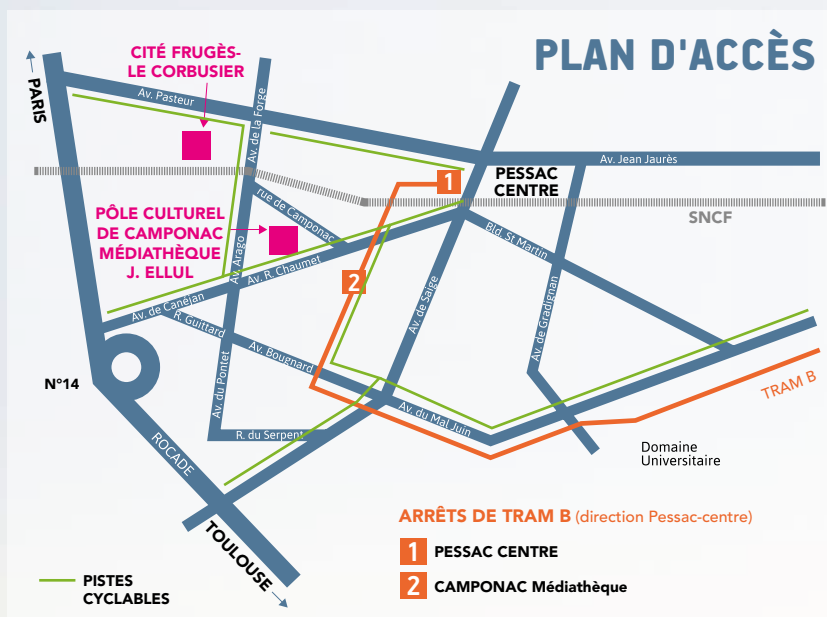 PLAN D'ACCÈS
CITÉ FRUGÈS-
LE CORBUSIER
PARIS
Av. Pasteur
Av. de la Forge
Av. Jean Jaurès
1
PESSAC
CENTRE
SNCF
rue de Camponac
PÔLE CULTUREL
DE CAMPONAC
MÉDIATHÈQUE
J. ELLUL
Av. Arago
Av. R. Chaumet
Bld. St Martin
2
Av. de Saige
Av. de Gradignan
Av. de Canéjan
R. Guittard
Av. Bougnard
N°14
Av. du Pontet
TRAM B
Av. du Mal Juin
R. du Serpent
ROCADE
Domaine
Universitaire
TOULOUSE
ARRÊTS DE TRAM B (direction Pessac-centre)
1 PESSAC CENTRE
2 CAMPONAC Médiathèque
PISTES
CYCLABLES